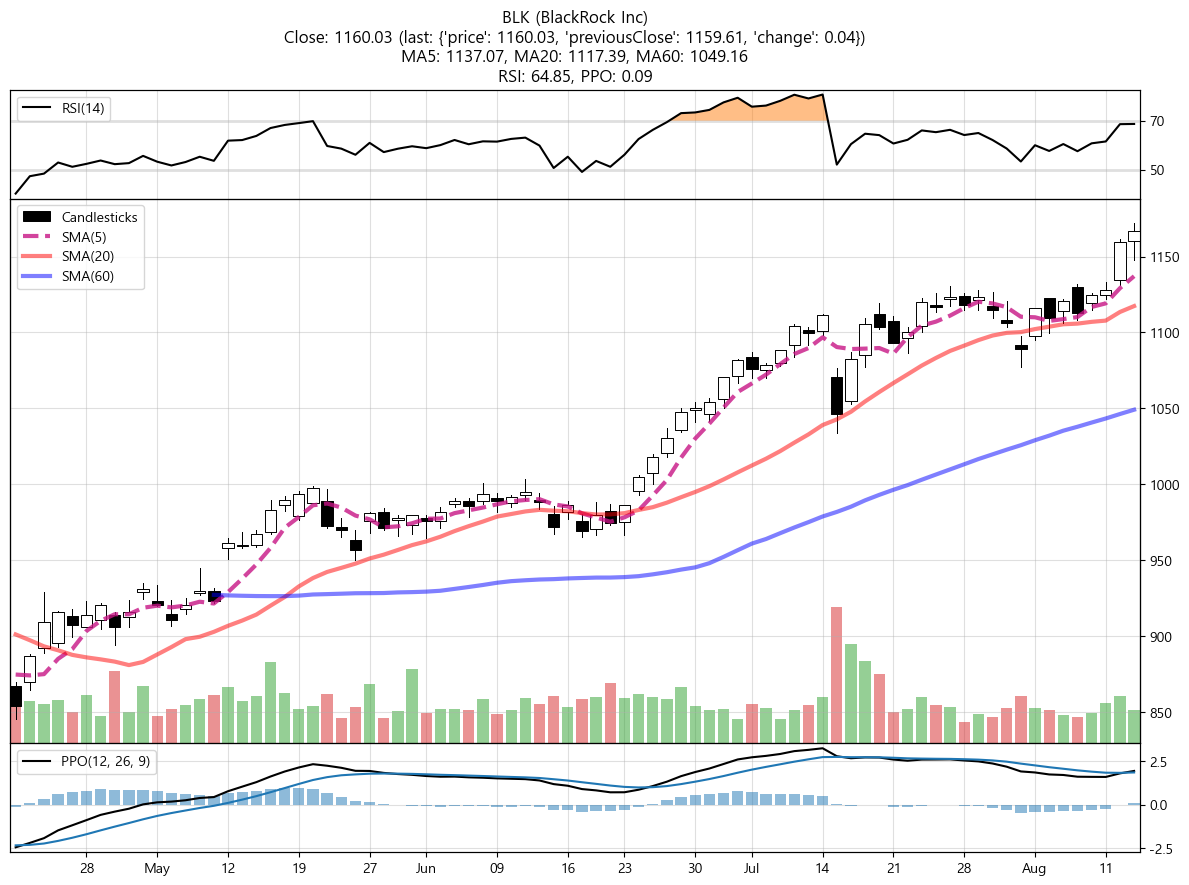 BLK (BlackRock Inc)
Close: 1160.03 (last: {'price': 1160.03, 'previousClose': 1159.61, 'change': 0.04})
MA5: 1137.07, MA20: 1117.39, MA60: 1049.16
RSI: 64.85, PPO: 0.09
RSI(14)
70
50
Candlesticks
SMA(5)
SMA(20)
SMA(60)
1150
1100
1050
1000
950
900
850
PPO(12, 26, 9)
2.5
0.0
-2.5
28 May 12 19 27 Jun 09 16 23 30 Jul 14 21 28 Aug 11